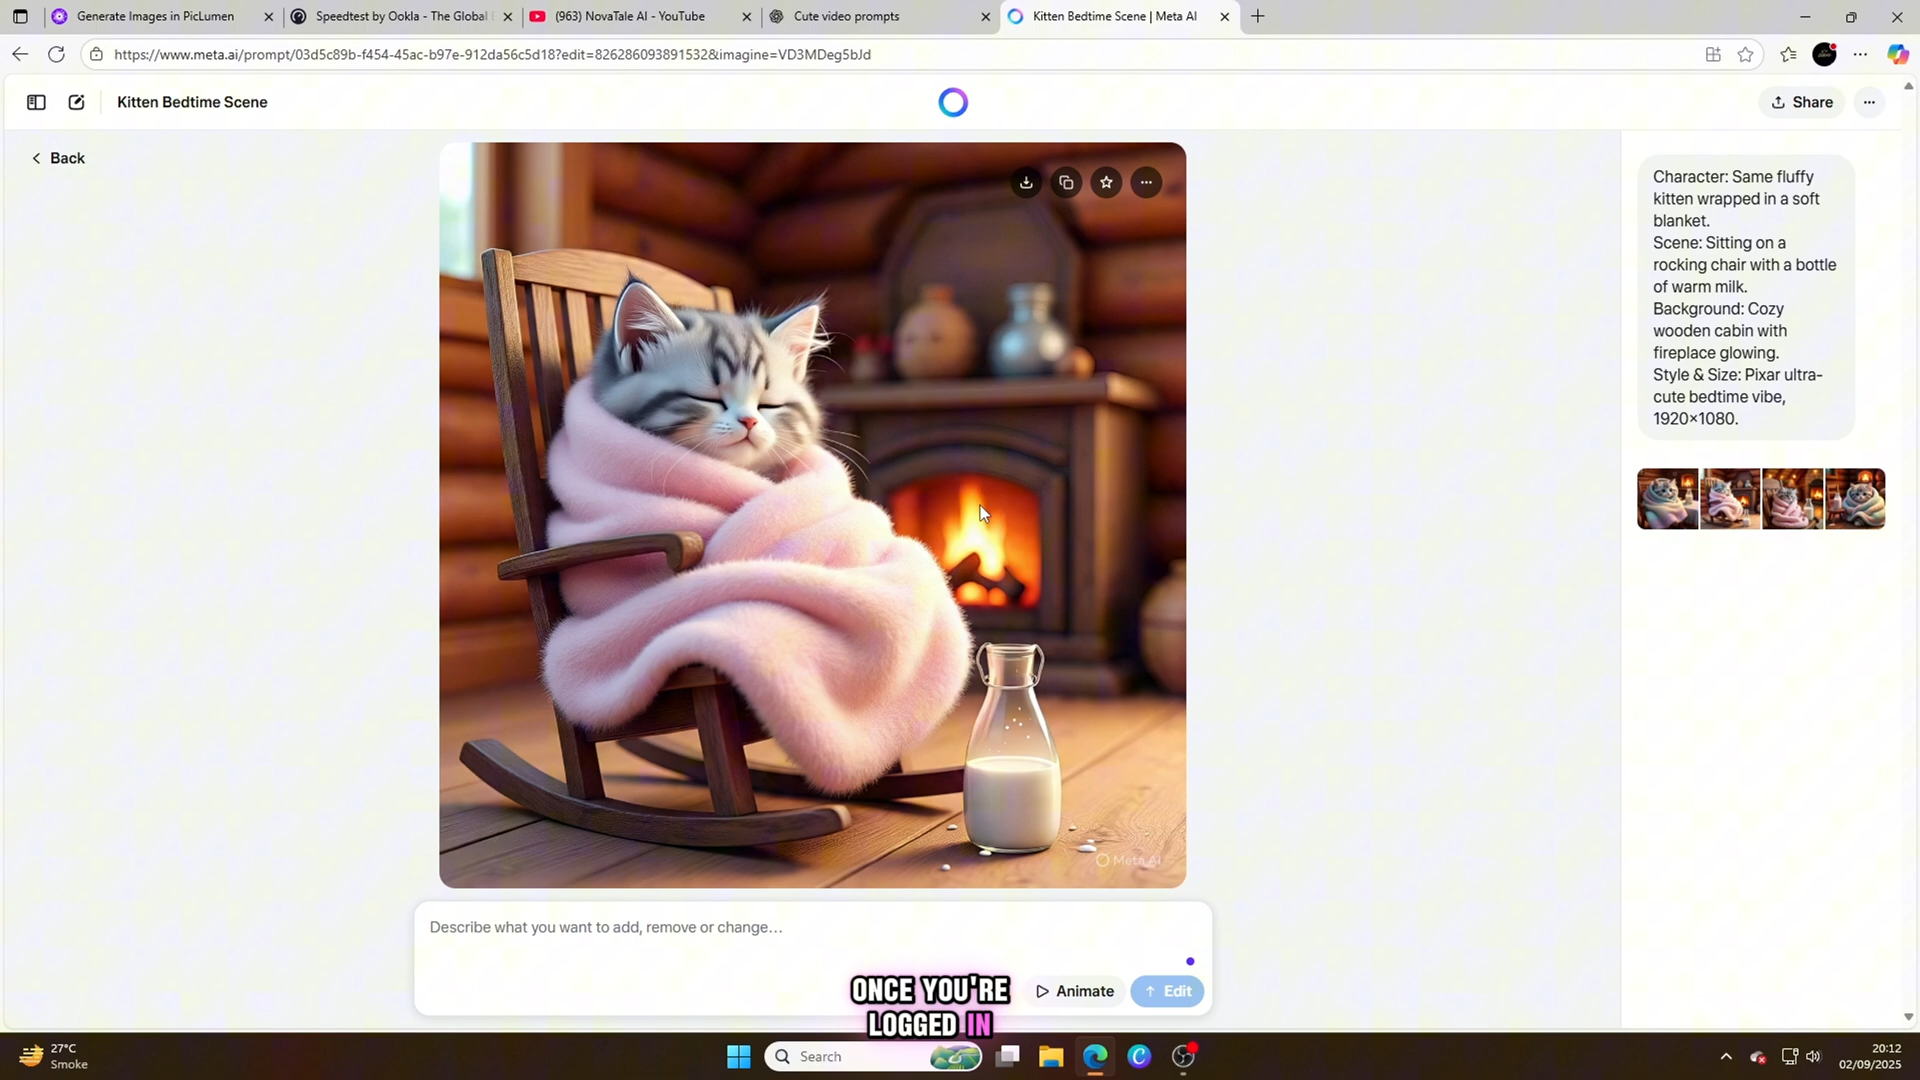 Generate Images in PicLumen
Speedtest by Ookla - The Global
(963) NovaTale AI - YouTube
Cute video prompts
Kitten Bedtime Scene | Meta AI
https://www.meta.ai/prompt/03d5c89b-f454-45ac-b97e-912da56c5d18?edit=826286093891532&imagine=VD3MDeg5bJd
Kitten Bedtime Scene
Share
Back
Character: Same fluffy
kitten wrapped in a soft
blanket.
Scene: Sitting on a
rocking chair with a bottle
of warm milk.
Background: Cozy
wooden cabin with
fireplace glowing.
Style & Size: Pixar ultra-
cute bedtime vibe,
1920×1080.
Meta AI
Describe what you want to add, remove or change...
Animate
Edit
ONCE YOU'RE
LOGGED IN
27°C
Smoke
Search
20:12
02/09/2025